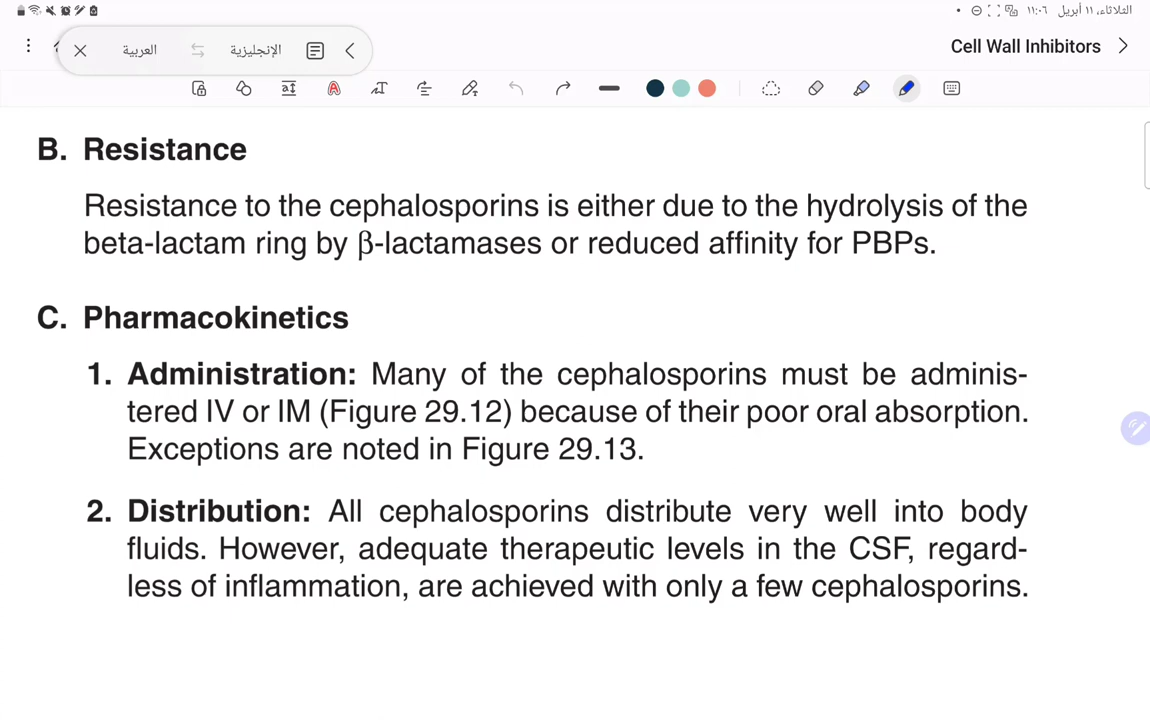 الثلاثاء، ١١ أبريل ١١:٠٦
العربية
الإنجليزية
Cell Wall Inhibitors
B. Resistance
Resistance to the cephalosporins is either due to the hydrolysis of the
beta-lactam ring by β-lactamases or reduced affinity for PBPs.
C. Pharmacokinetics
1. Administration: Many of the cephalosporins must be adminis-
tered IV or IM (Figure 29.12) because of their poor oral absorption.
Exceptions are noted in Figure 29.13.
2. Distribution: All cephalosporins distribute very well into body
fluids. However, adequate therapeutic levels in the CSF, regard-
less of inflammation, are achieved with only a few cephalosporins.